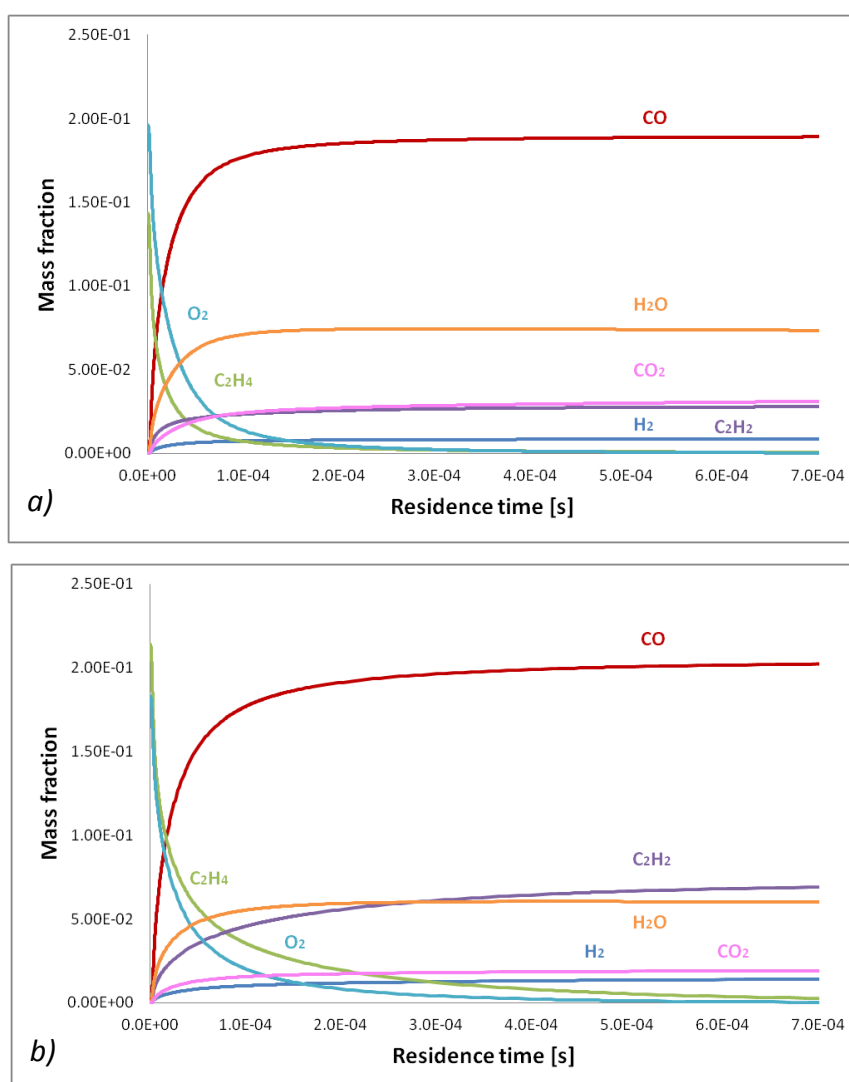 2.50E-01
2.00E-01
1.50E-01
1.00E-01
5.00E-02
0.00E+00
Mass fraction
CO
H2O
O2
C2H4
CO2
H2
C2H2
0.0E+00 1.0E-04 2.0E-04 3.0E-04 4.0E-04 5.0E-04 6.0E-04 7.0E-04
Residence time [s]
a)
2.50E-01
2.00E-01
1.50E-01
1.00E-01
5.00E-02
0.00E+00
Mass fraction
CO
C2H2
C2H4
H2O
O2
H2
CO2
0.0E+00 1.0E-04 2.0E-04 3.0E-04 4.0E-04 5.0E-04 6.0E-04 7.0E-04
Residence time [s]
b)